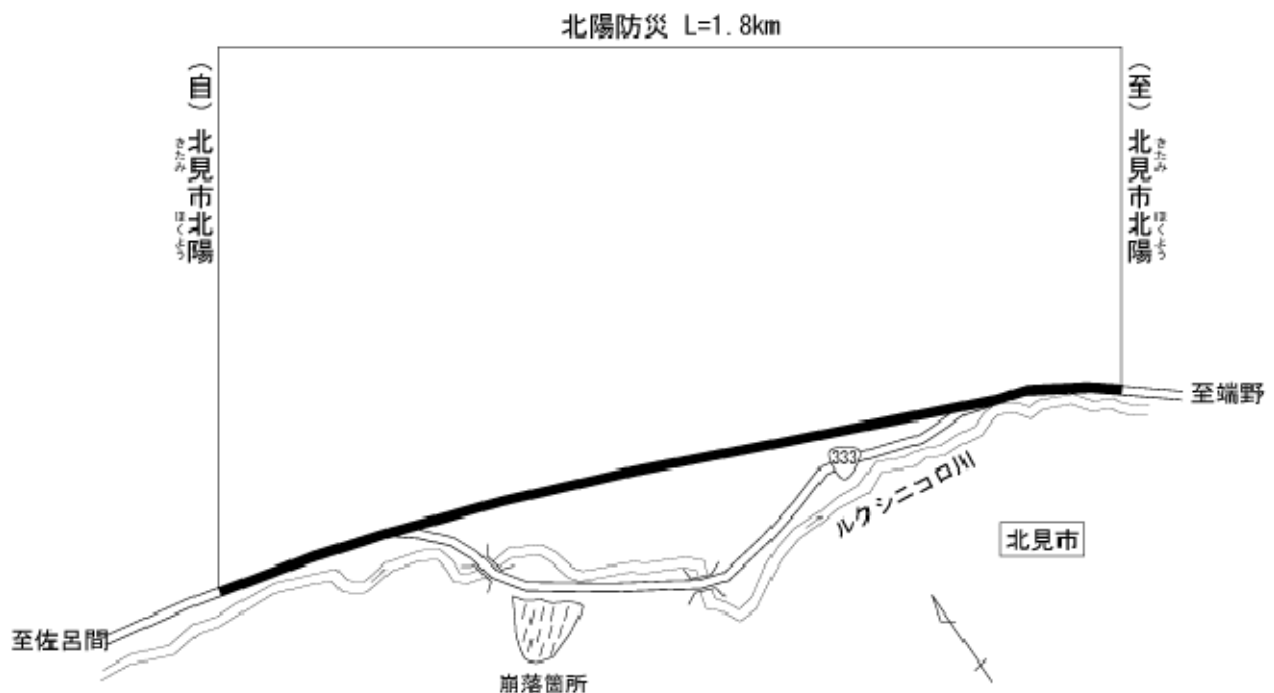 北陽防災 L=1.8km
(自)北見市北陽
きたみ
ほくよう
(至)北見市北陽
きたみ
ほくよう
至端野
333
ルクシニコロ川
北見市
至佐呂間
崩落箇所